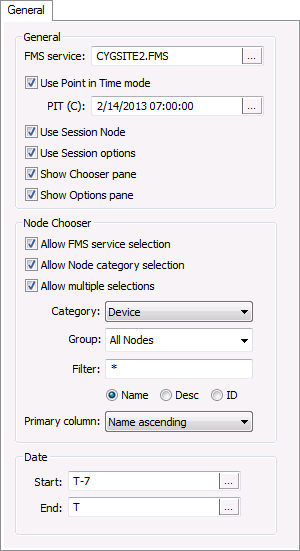 General
General
FMS service: CYGSITE2.FMS ...
Use Point in Time mode
PIT (C): 2/14/2013 07:00:00 ...
Use Session Node
Use Session options
Show Chooser pane
Show Options pane
Node Chooser
Allow FMS service selection
Allow Node category selection
Allow multiple selections
Category: Device
Group: All Nodes
Filter: *
Name Desc ID
Primary column: Name ascending
Date
Start: T-7 ...
End: T ...